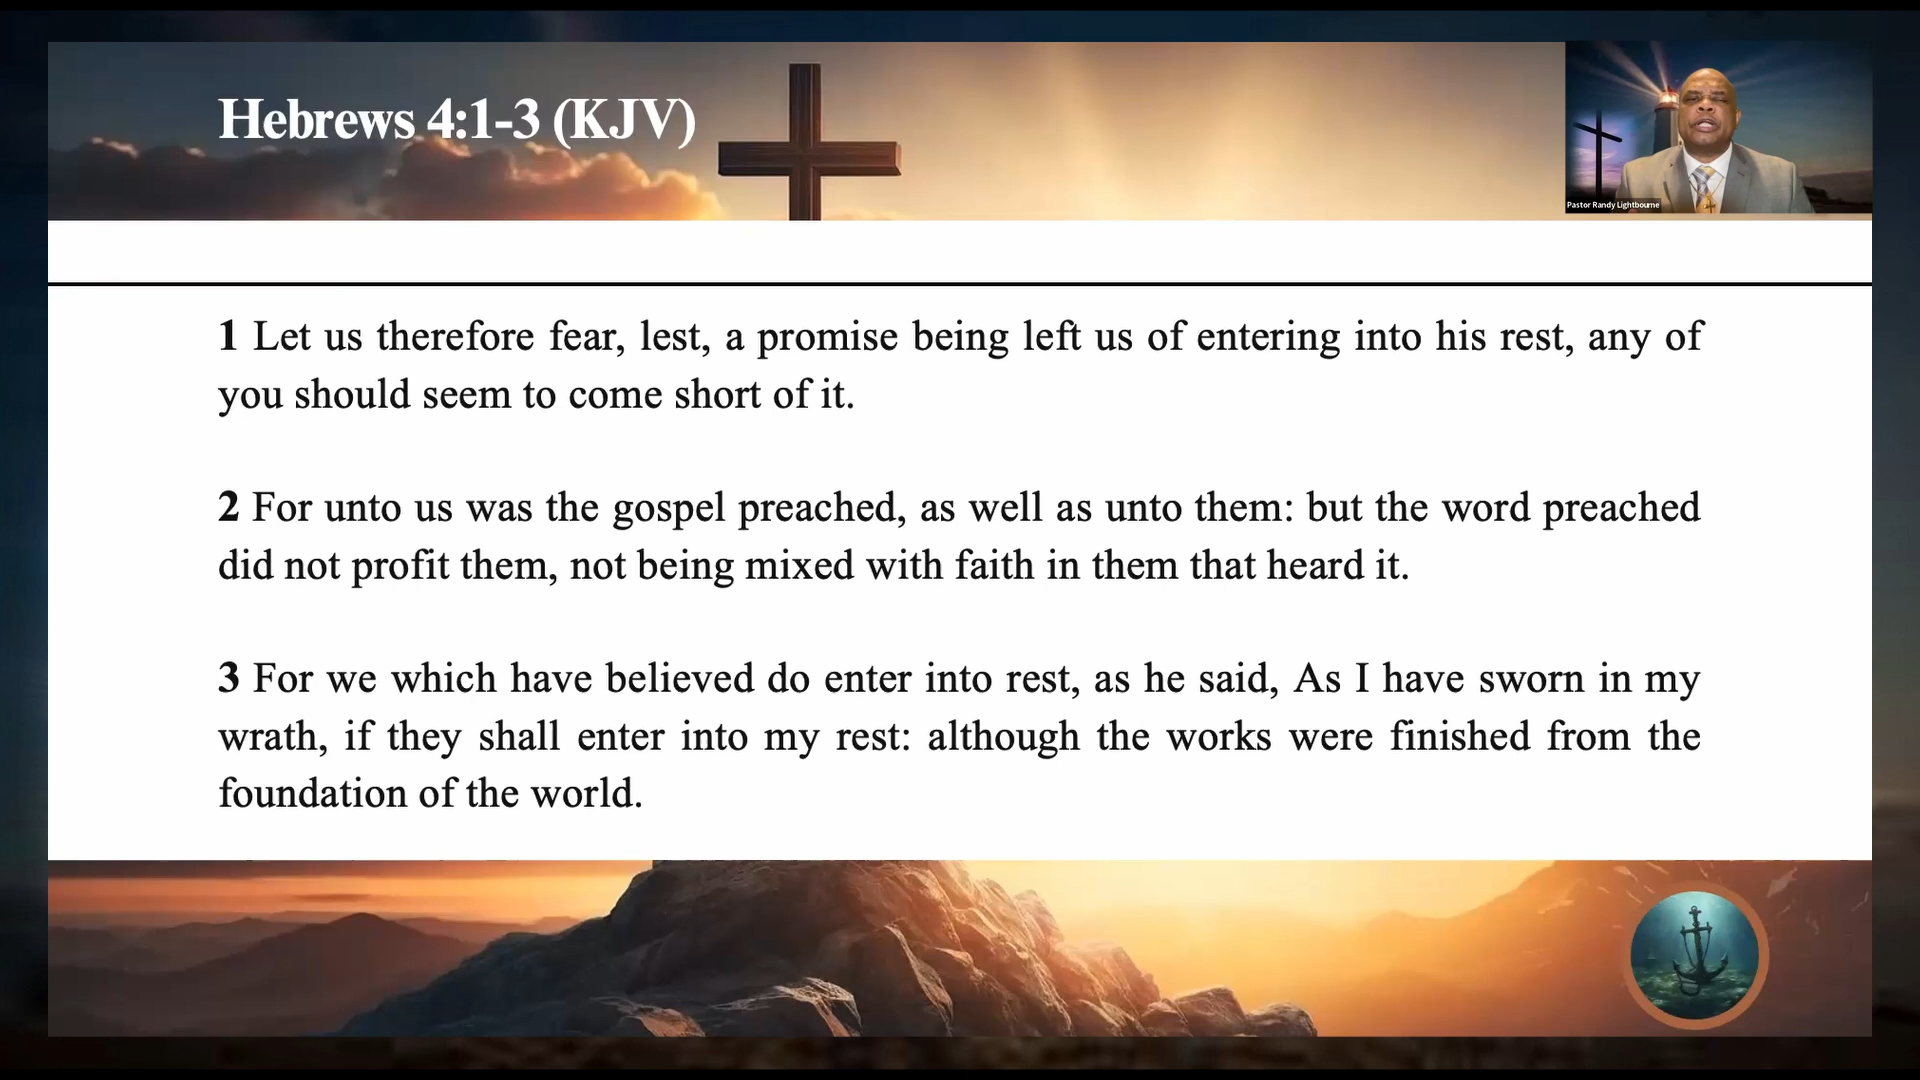 Hebrews 4:1-3 (KJV)
Pastor Randy Lightbourne
1 Let us therefore fear, lest, a promise being left us of entering into his rest, any of
you should seem to come short of it.
2 For unto us was the gospel preached, as well as unto them: but the word preached
did not profit them, not being mixed with faith in them that heard it.
3 For we which have believed do enter into rest, as he said, As I have sworn in my
wrath, if they shall enter into my rest: although the works were finished from the
foundation of the world.